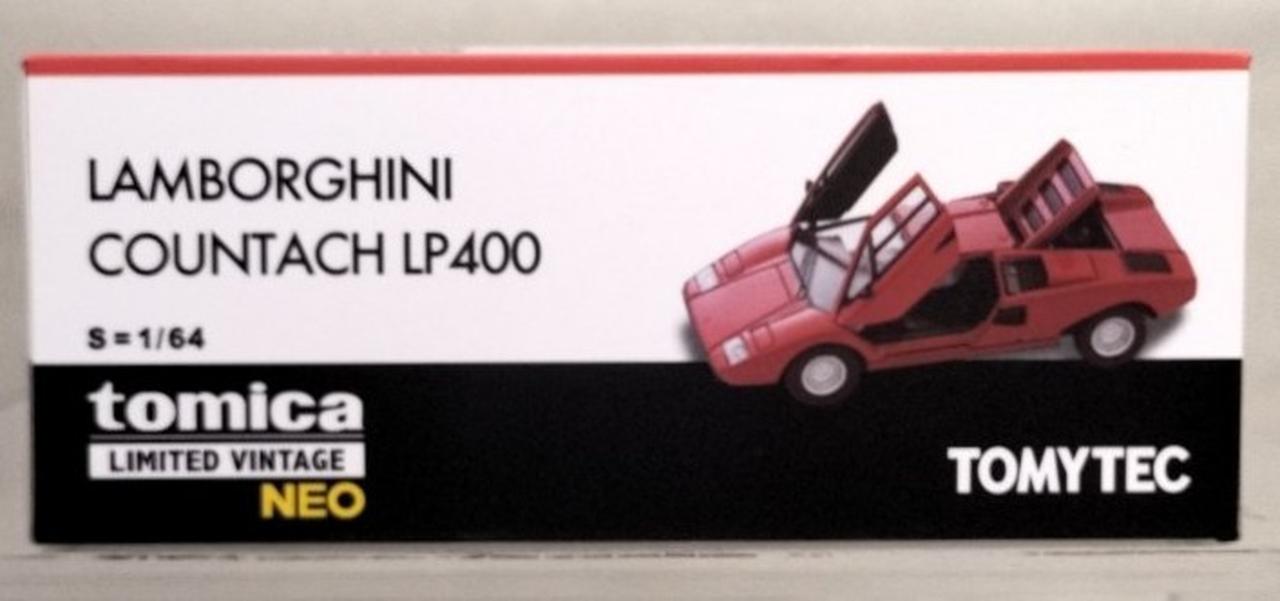 LAMBORGHINI
COUNTACH LP400
S=1/64
tomica
LIMITED VINTAGE
NEO
TOMYTEC